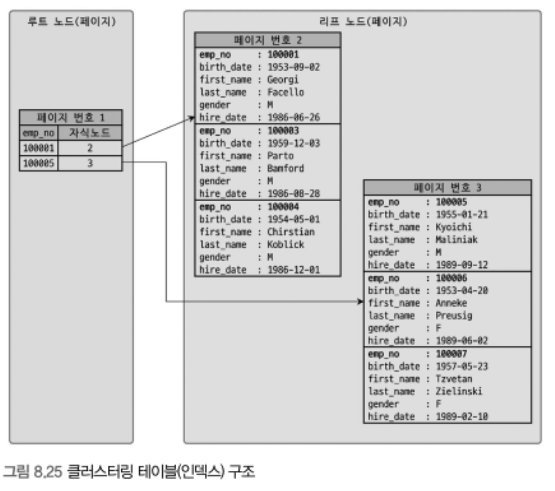 루트 노드(페이지)
페이지 번호 1
emp_no 자식노드
100001 2
100005 3
리프 노드(페이지)
페이지 번호 2
emp_no : 100001
birth_date : 1953-09-02
first_name : Georgi
last_name : Facello
gender : M
hire_date : 1986-06-26
emp_no : 100003
birth_date : 1959-12-03
first_name : Parto
last_name : Bamford
gender : M
hire_date : 1986-08-28
emp_no : 100004
birth_date : 1954-05-01
first_name : Chirstian
last_name : Koblick
gender : M
hire_date : 1986-12-01
페이지 번호 3
emp_no : 100005
birth_date : 1955-01-21
first_name : Kyoichi
last_name : Maliniak
gender : M
hire_date : 1989-09-12
emp_no : 100006
birth_date : 1953-04-20
first_name : Anneke
last_name : Preusig
gender : F
hire_date : 1989-06-02
emp_no : 100007
birth_date : 1957-05-23
first_name : Tzvetan
last_name : Zielinski
gender : F
hire_date : 1989-02-10
그림 8.25 클러스터링 테이블(인덱스) 구조